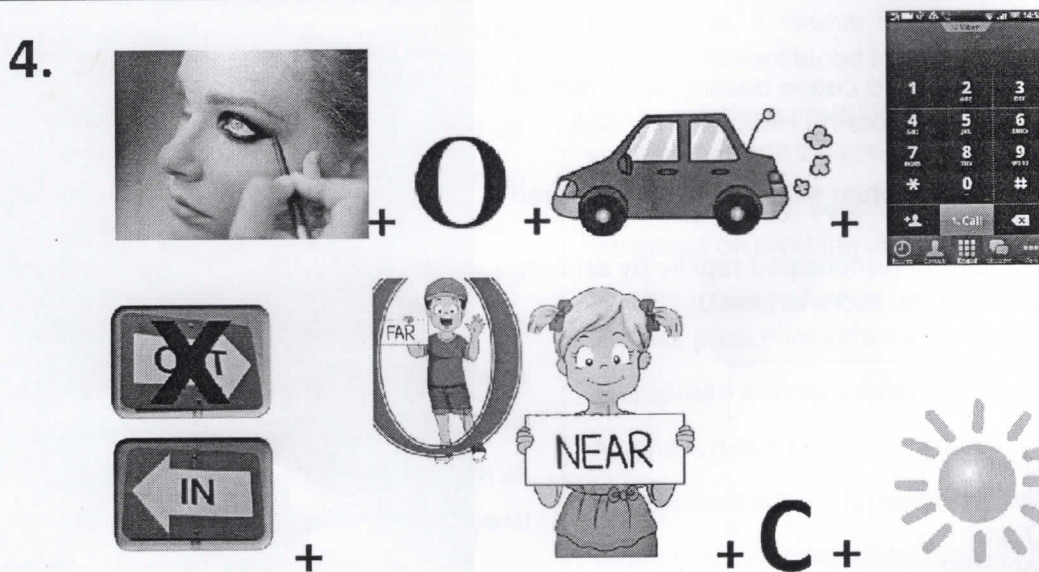 4.
+ O + +
1 2 3
4 5 6
7 8 9
* 0 #
Call
OUT
FAR
IN
NEAR
+ + C +